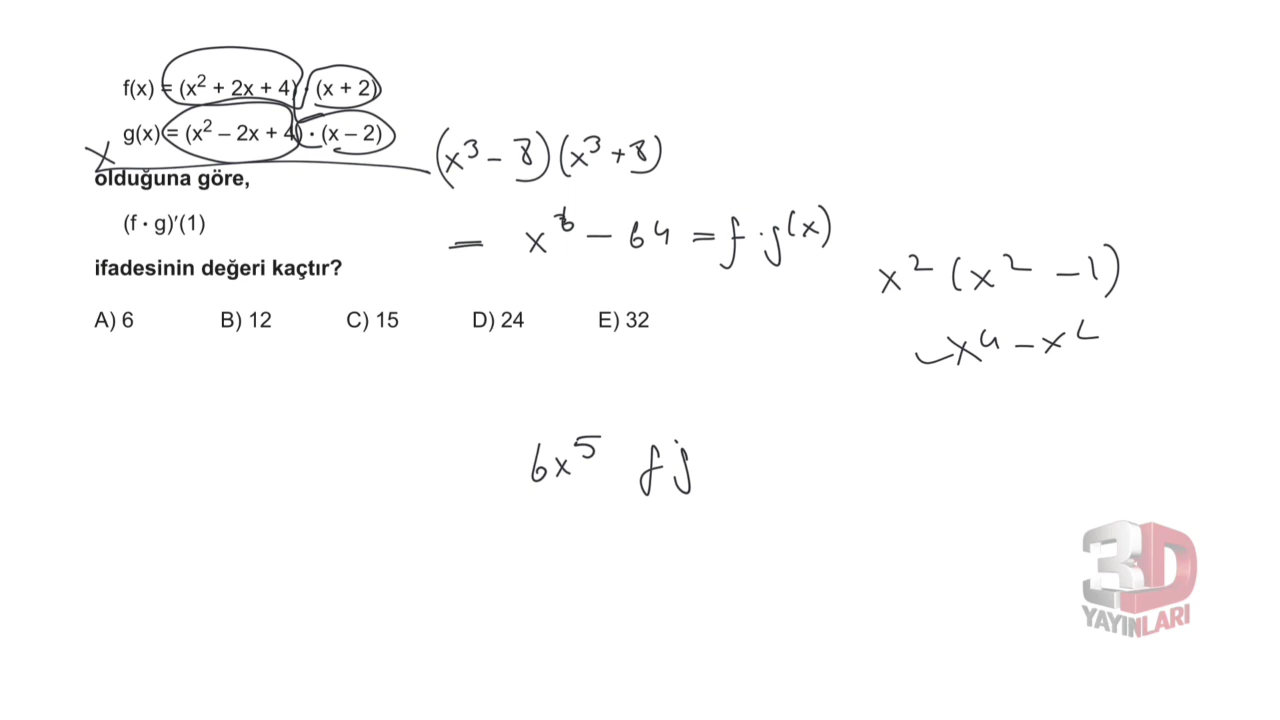 f(x) = (x² + 2x + 4) · (x + 2)
g(x) = (x² – 2x + 4) · (x – 2)
olduğuna göre,
(f · g)′(1)
ifadesinin değeri kaçtır?
A) 6 B) 12 C) 15 D) 24 E) 32
(x³ – 8)(x³ + 8)
= x⁶ – 64 = f · g(x)
x² (x² – 1)
x⁴ – x²
6x⁵ f g
3D
YAYINLARI